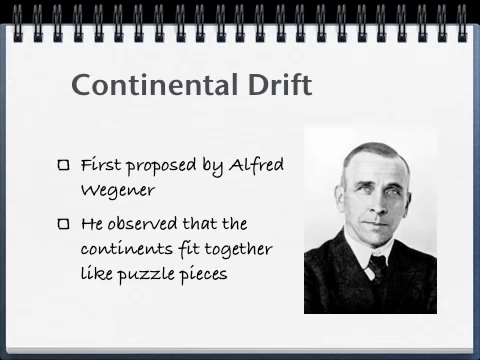 Continental Drift
First proposed by Alfred
Wegener
He observed that the
continents fit together
like puzzle pieces